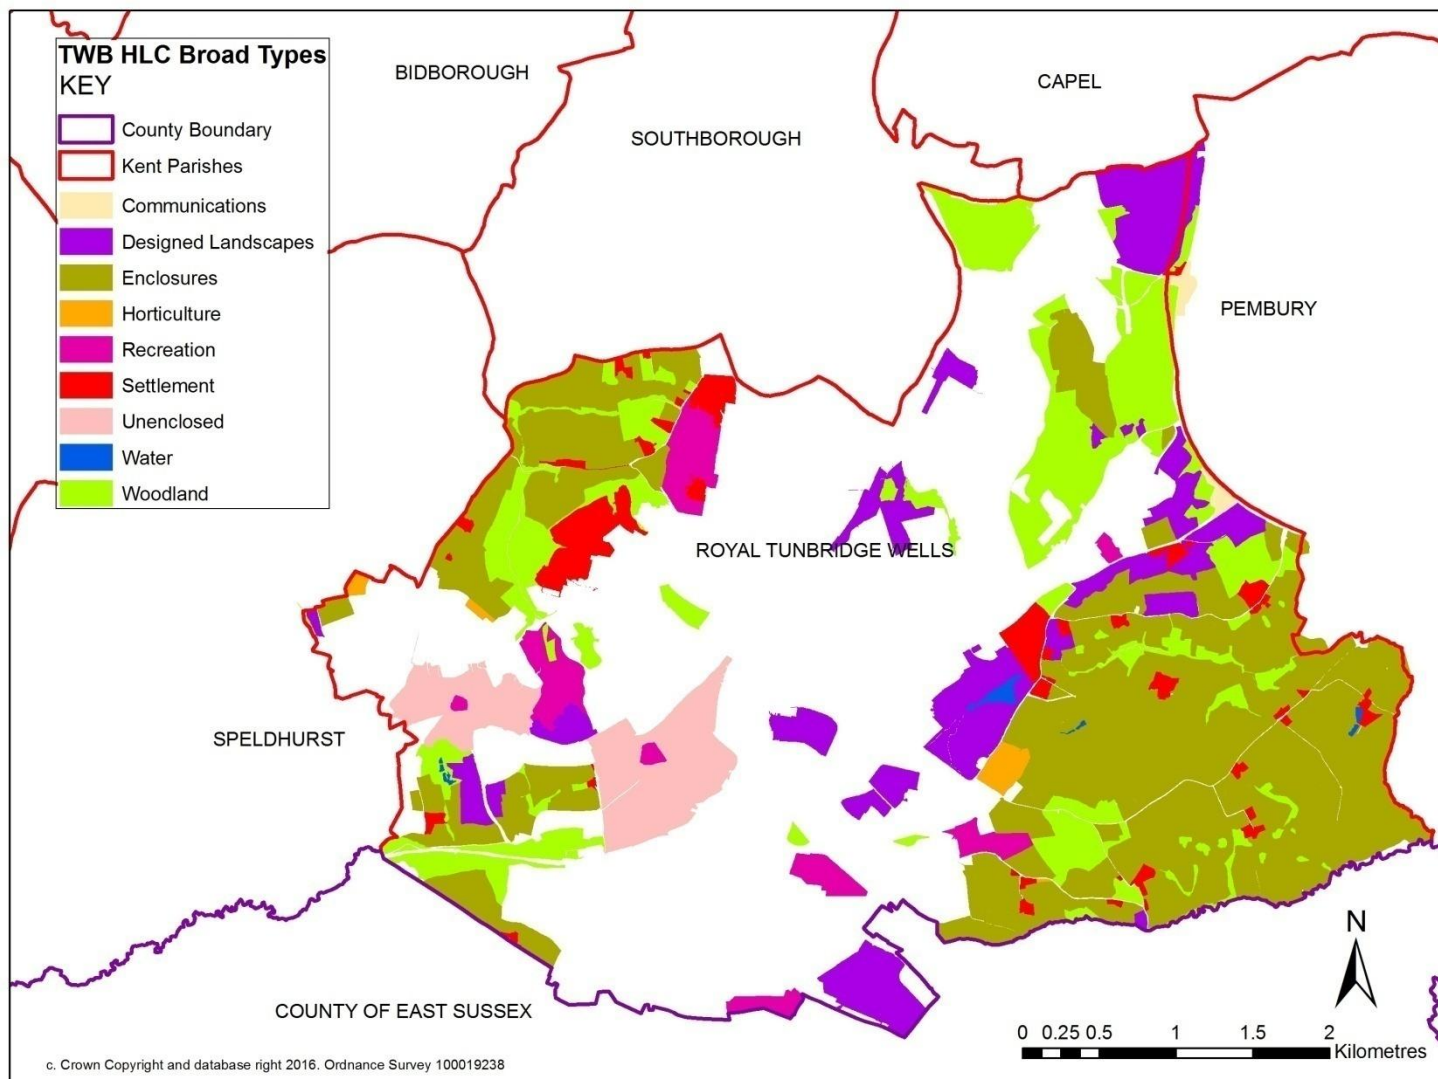 TWB HLC Broad Types
KEY
County Boundary
Kent Parishes
Communications
Designed Landscapes
Enclosures
Horticulture
Recreation
Settlement
Unenclosed
Water
Woodland
BIDBOROUGH
CAPEL
SOUTHBOROUGH
PEMBURY
ROYAL TUNBRIDGE WELLS
SPELDHURST
COUNTY OF EAST SUSSEX
N
0 0.25 0.5 1 1.5 2
Kilometres
c. Crown Copyright and database right 2016. Ordnance Survey 100019238